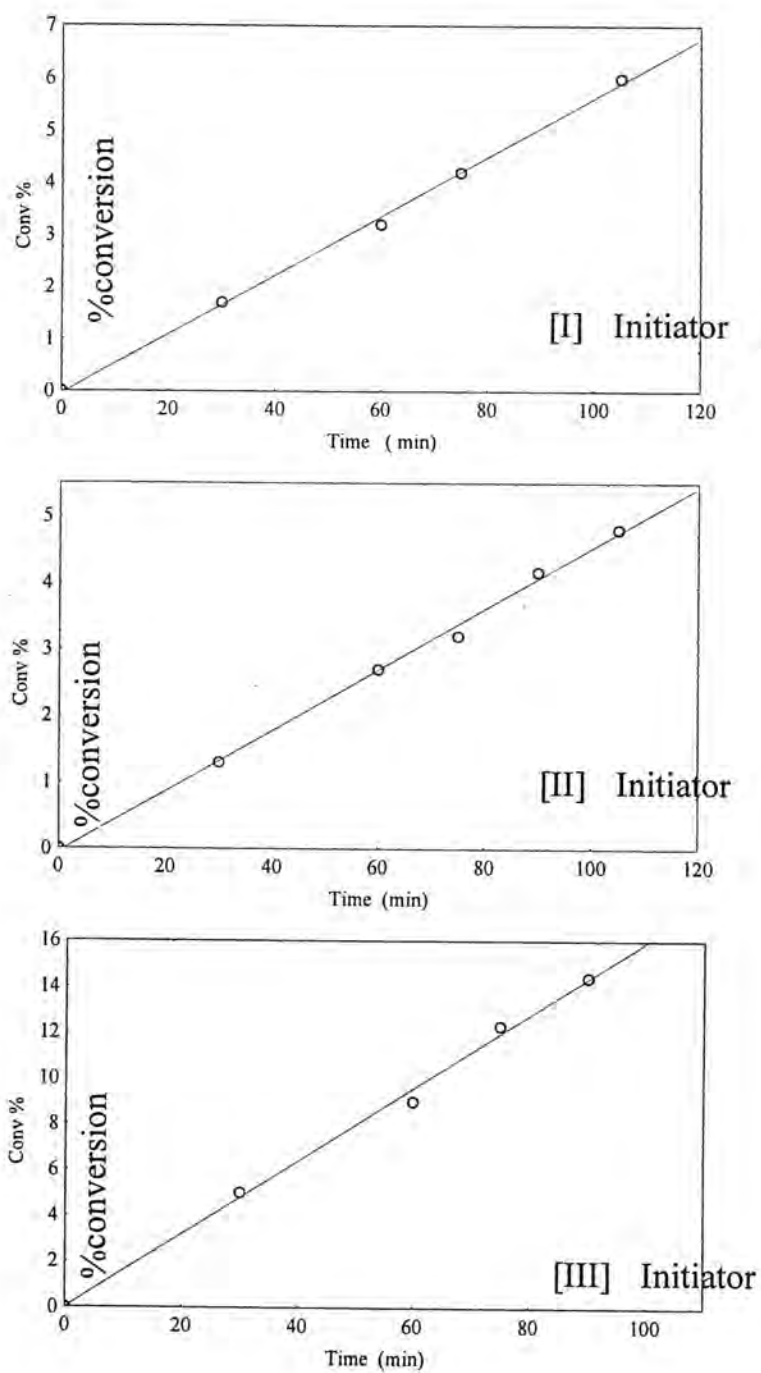 7
6
5
4
3
2
1
0
Conv %
%conversion
[I] Initiator
0 20 40 60 80 100 120
Time ( min)
5
4
3
2
1
0
Conv %
%conversion
[II] Initiator
0 20 40 60 80 100 120
Time (min)
16
14
12
10
8
6
4
2
0
Conv %
%conversion
[III] Initiator
0 20 40 60 80 100
Time (min)